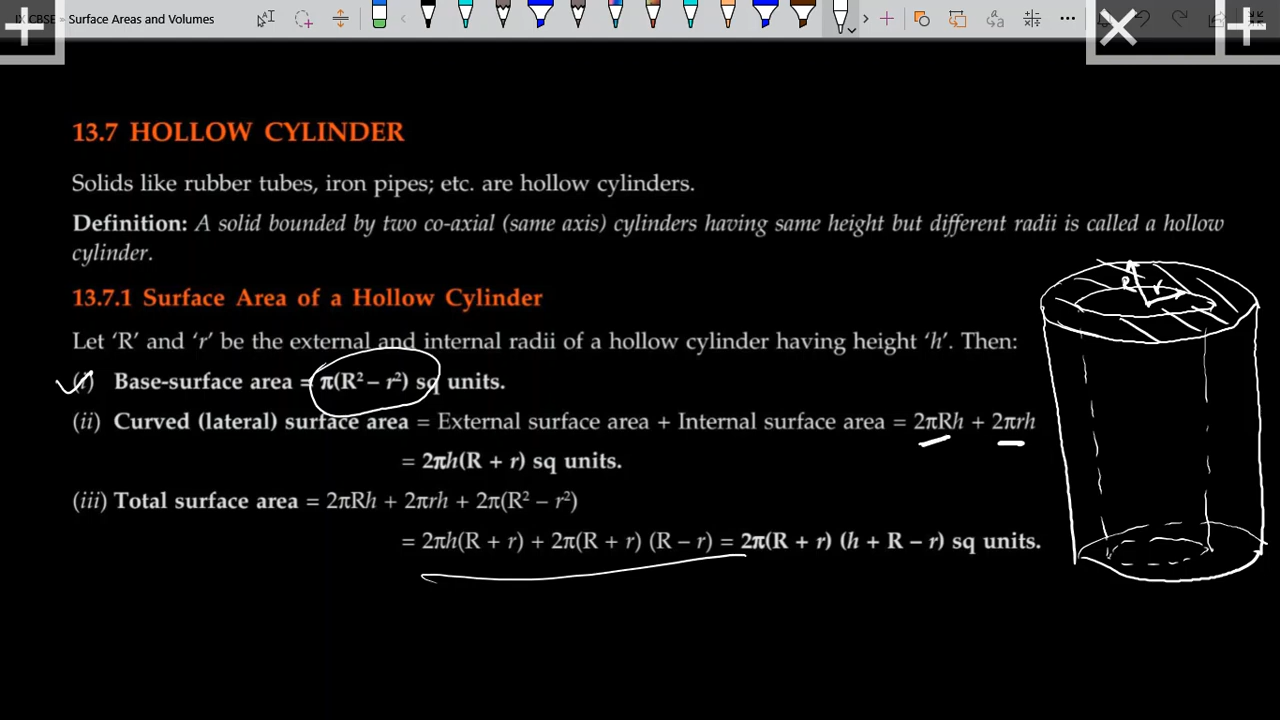 IX CBSE » Surface Areas and Volumes
13.7 HOLLOW CYLINDER
Solids like rubber tubes, iron pipes; etc. are hollow cylinders.
Definition: A solid bounded by two co-axial (same axis) cylinders having same height but different radii is called a hollow
cylinder.
13.7.1 Surface Area of a Hollow Cylinder
Let ‘R’ and ‘r’ be the external and internal radii of a hollow cylinder having height ‘h’. Then:
(i) Base-surface area = π(R² – r²) sq units.
(ii) Curved (lateral) surface area = External surface area + Internal surface area = 2πRh + 2πrh
= 2πh(R + r) sq units.
(iii) Total surface area = 2πRh + 2πrh + 2π(R² – r²)
= 2πh(R + r) + 2π(R + r) (R – r) = 2π(R + r) (h + R – r) sq units.
R r